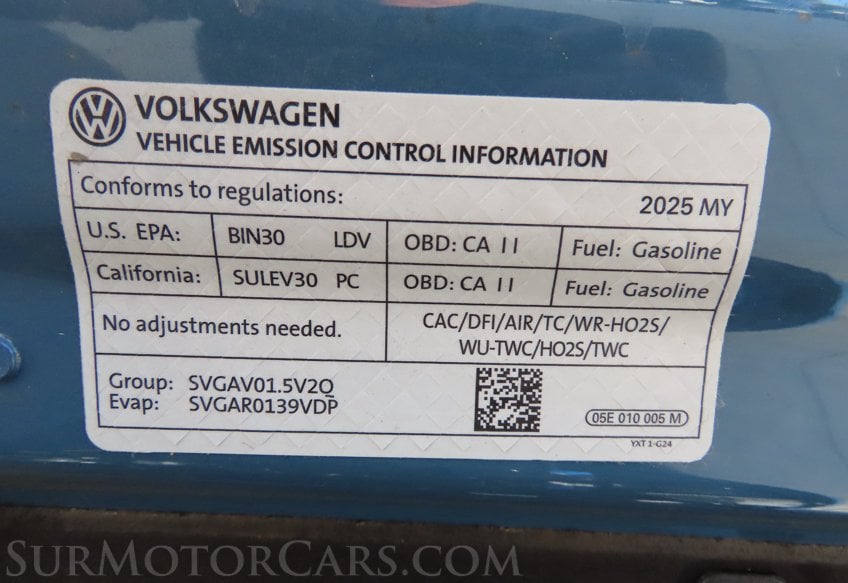 VOLKSWAGEN
VEHICLE EMISSION CONTROL INFORMATION
Conforms to regulations: 2025 MY
U.S. EPA: BIN30 LDV OBD: CA II Fuel: Gasoline
California: SULEV30 PC OBD: CA II Fuel: Gasoline
No adjustments needed. CAC/DFI/AIR/TC/WR-HO2S/
WU-TWC/HO2S/TWC
Group: SVGAV01.5V2Q
Evap: SVGAR0139VDP
05E 010 005 M
YXT 1-G24
SurMotorCars.com